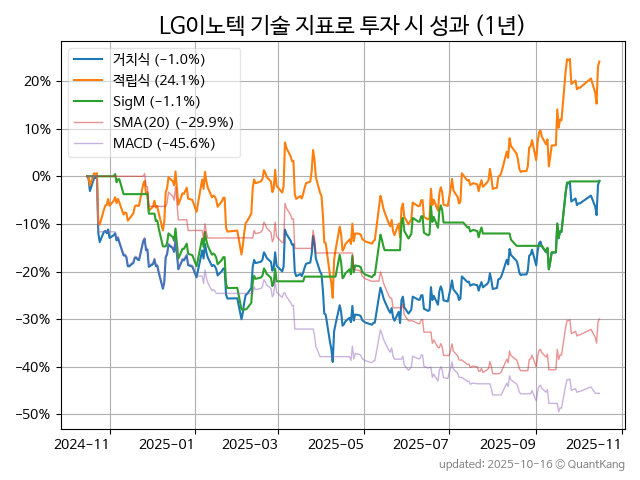 LG이노텍 기술 지표로 투자 시 성과 (1년)
거치식 (−1.0%)
적립식 (24.1%)
SigM (−1.1%)
SMA(20) (−29.9%)
MACD (−45.6%)
20%
10%
0%
−10%
−20%
−30%
−40%
−50%
2024−11 2025−01 2025−03 2025−05 2025−07 2025−09 2025−11
updated: 2025-10-16 © QuantKang